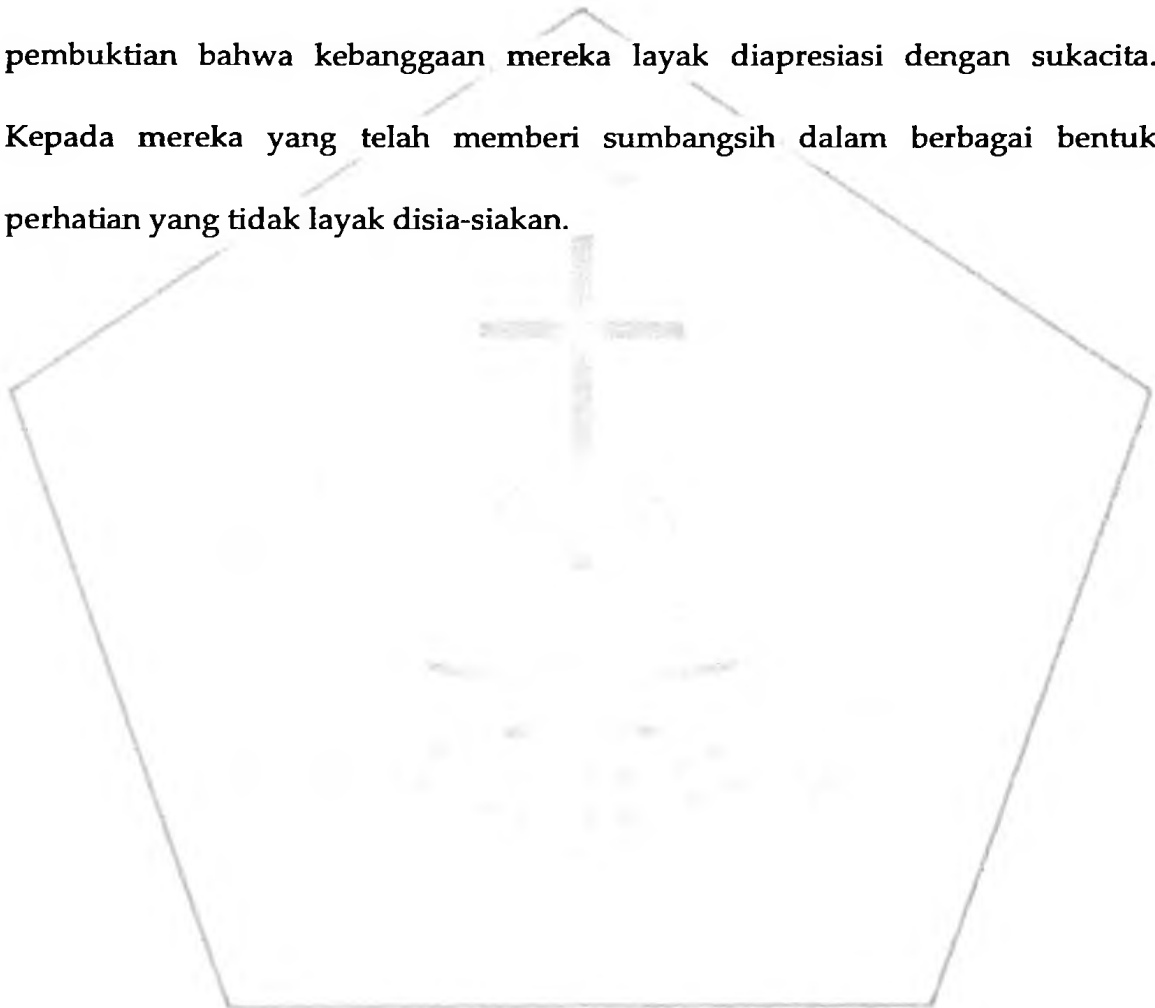 pembuktian bahwa kebanggaan mereka layak diapresiasi dengan sukacita.
Kepada mereka yang telah memberi sumbangsih dalam berbagai bentuk
perhatian yang tidak layak disia-siakan.